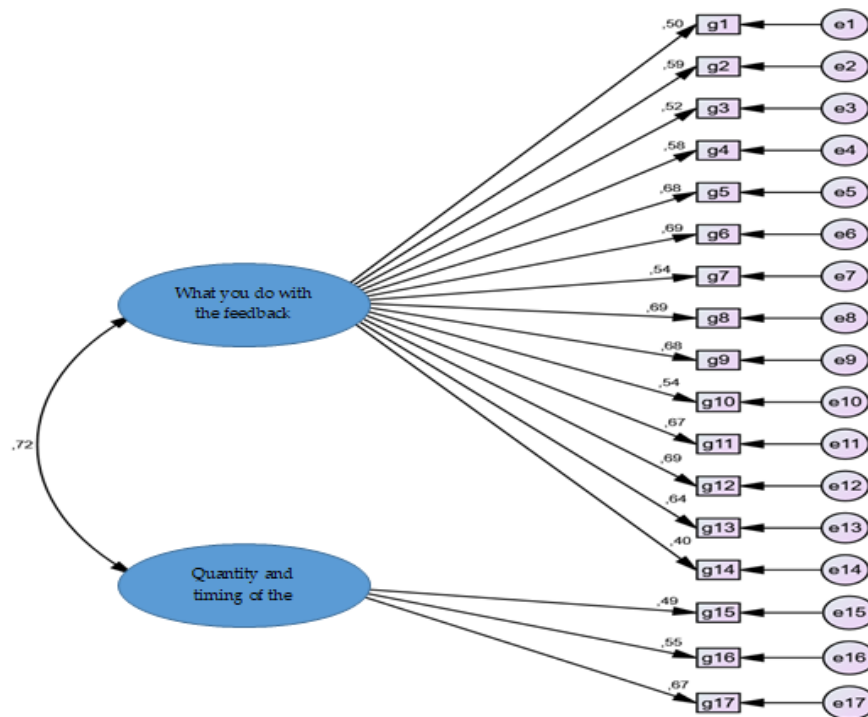 ,50 g1 e1
,59 g2 e2
,52 g3 e3
,58 g4 e4
,68 g5 e5
,69 g6 e6
,54 g7 e7
What you do with
the feedback
,69 g8 e8
,68 g9 e9
,54 g10 e10
,67 g11 e11
,72
,69 g12 e12
,64 g13 e13
,40 g14 e14
Quantity and
timing of the
,49 g15 e15
,55 g16 e16
,67 g17 e17